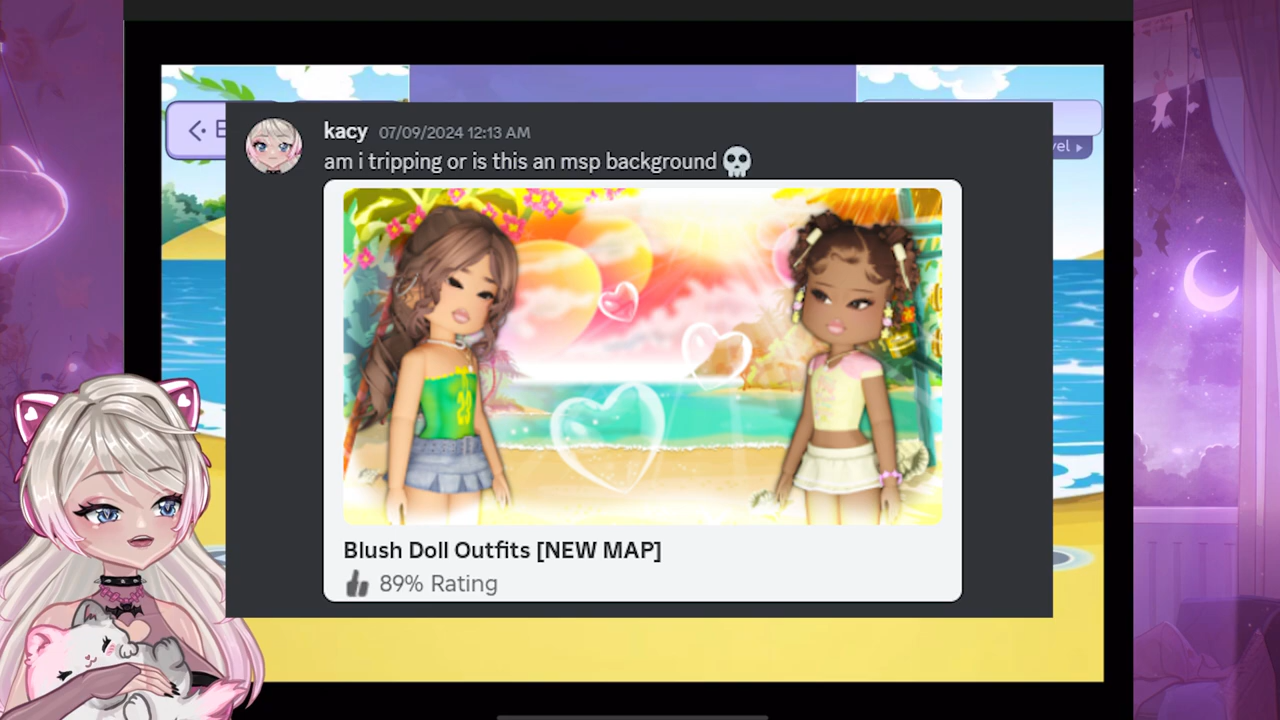 kacy 07/09/2024 12:13 AM
am i tripping or is this an msp background 💀
23
Blush Doll Outfits [NEW MAP]
89% Rating